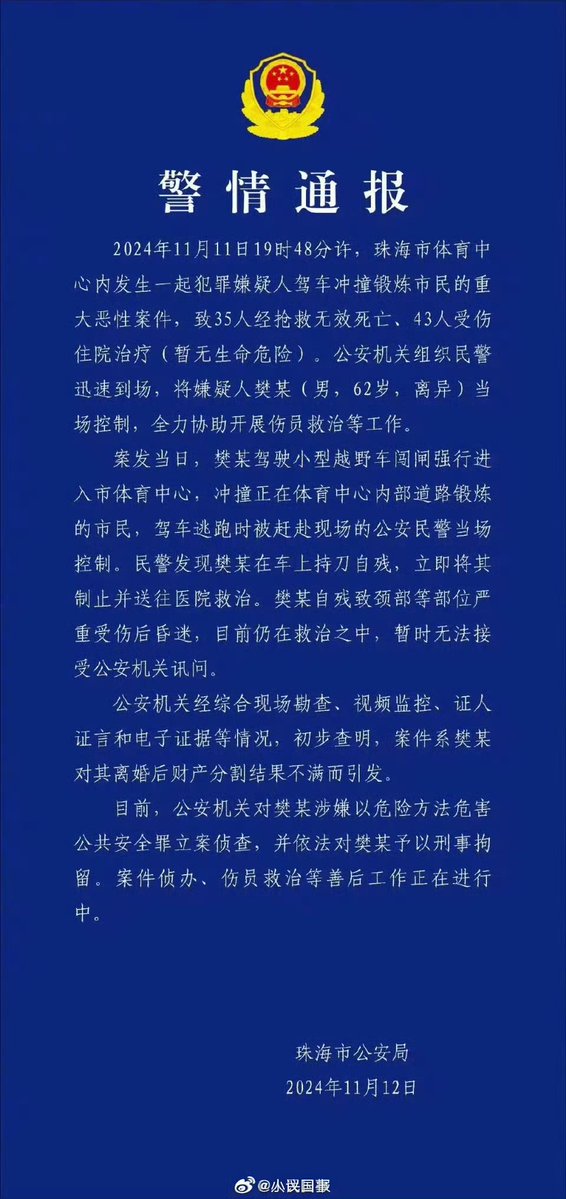 警情通报
2024年11月11日19时48分许，珠海市体育中
心内发生一起犯罪嫌疑人驾车冲撞锻炼市民的重
大恶性案件，致35人经抢救无效死亡、43人受伤
住院治疗（暂无生命危险）。公安机关组织民警
迅速到场，将嫌疑人樊某（男，62岁，离异）当
场控制，全力协助开展伤员救治等工作。
案发当日，樊某驾驶小型越野车闯闸强行进
入市体育中心，冲撞正在体育中心内部道路锻炼
的市民，驾车逃跑时被赶赴现场的公安民警当场
控制。民警发现樊某在车上持刀自残，立即将其
制止并送往医院救治。樊某自残致颈部等部位严
重受伤后昏迷，目前仍在救治之中，暂时无法接
受公安机关讯问。
公安机关经综合现场勘查、视频监控、证人
证言和电子证据等情况，初步查明，案件系樊某
对其离婚后财产分割结果不满而引发。
目前，公安机关对樊某涉嫌以危险方法危害
公共安全罪立案侦查，并依法对樊某予以刑事拘
留。案件侦办、伤员救治等善后工作正在进行
中。
珠海市公安局
2024年11月12日